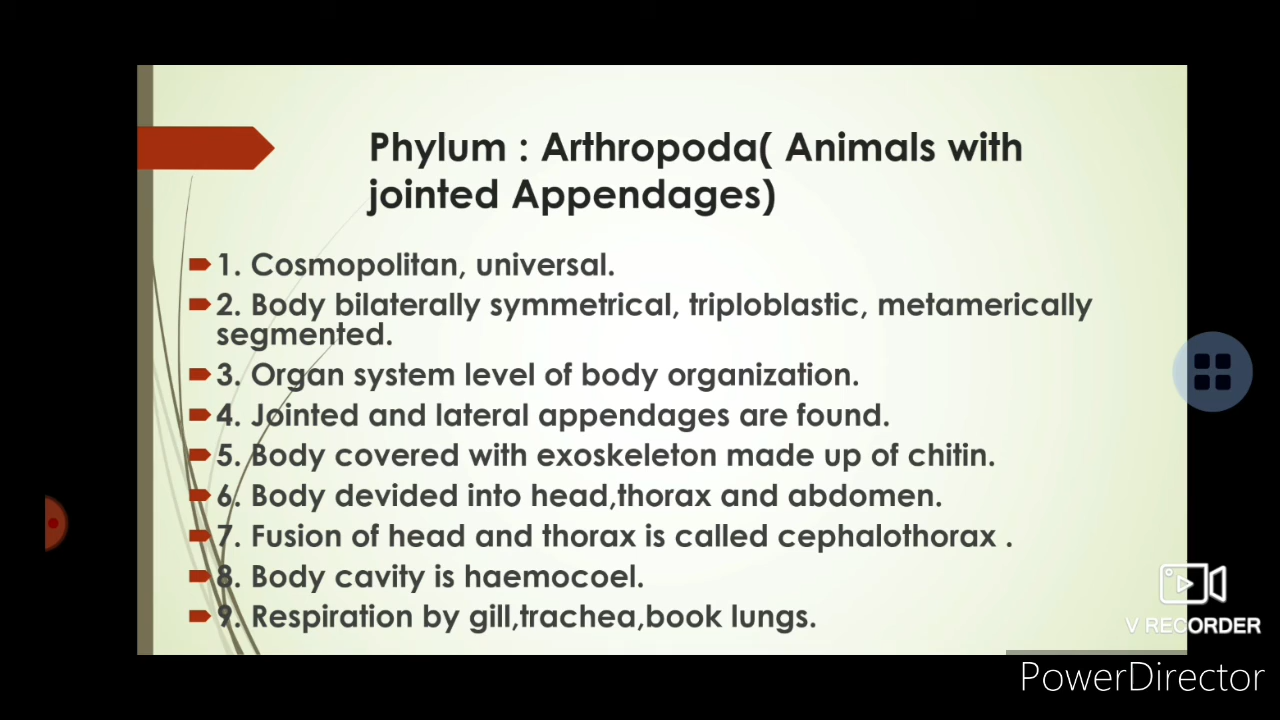 Phylum : Arthropoda( Animals with
jointed Appendages)
1. Cosmopolitan, universal.
2. Body bilaterally symmetrical, triploblastic, metamerically
segmented.
3. Organ system level of body organization.
4. Jointed and lateral appendages are found.
5. Body covered with exoskeleton made up of chitin.
6. Body devided into head,thorax and abdomen.
7. Fusion of head and thorax is called cephalothorax .
8. Body cavity is haemocoel.
9. Respiration by gill,trachea,book lungs.
V RECORDER
PowerDirector